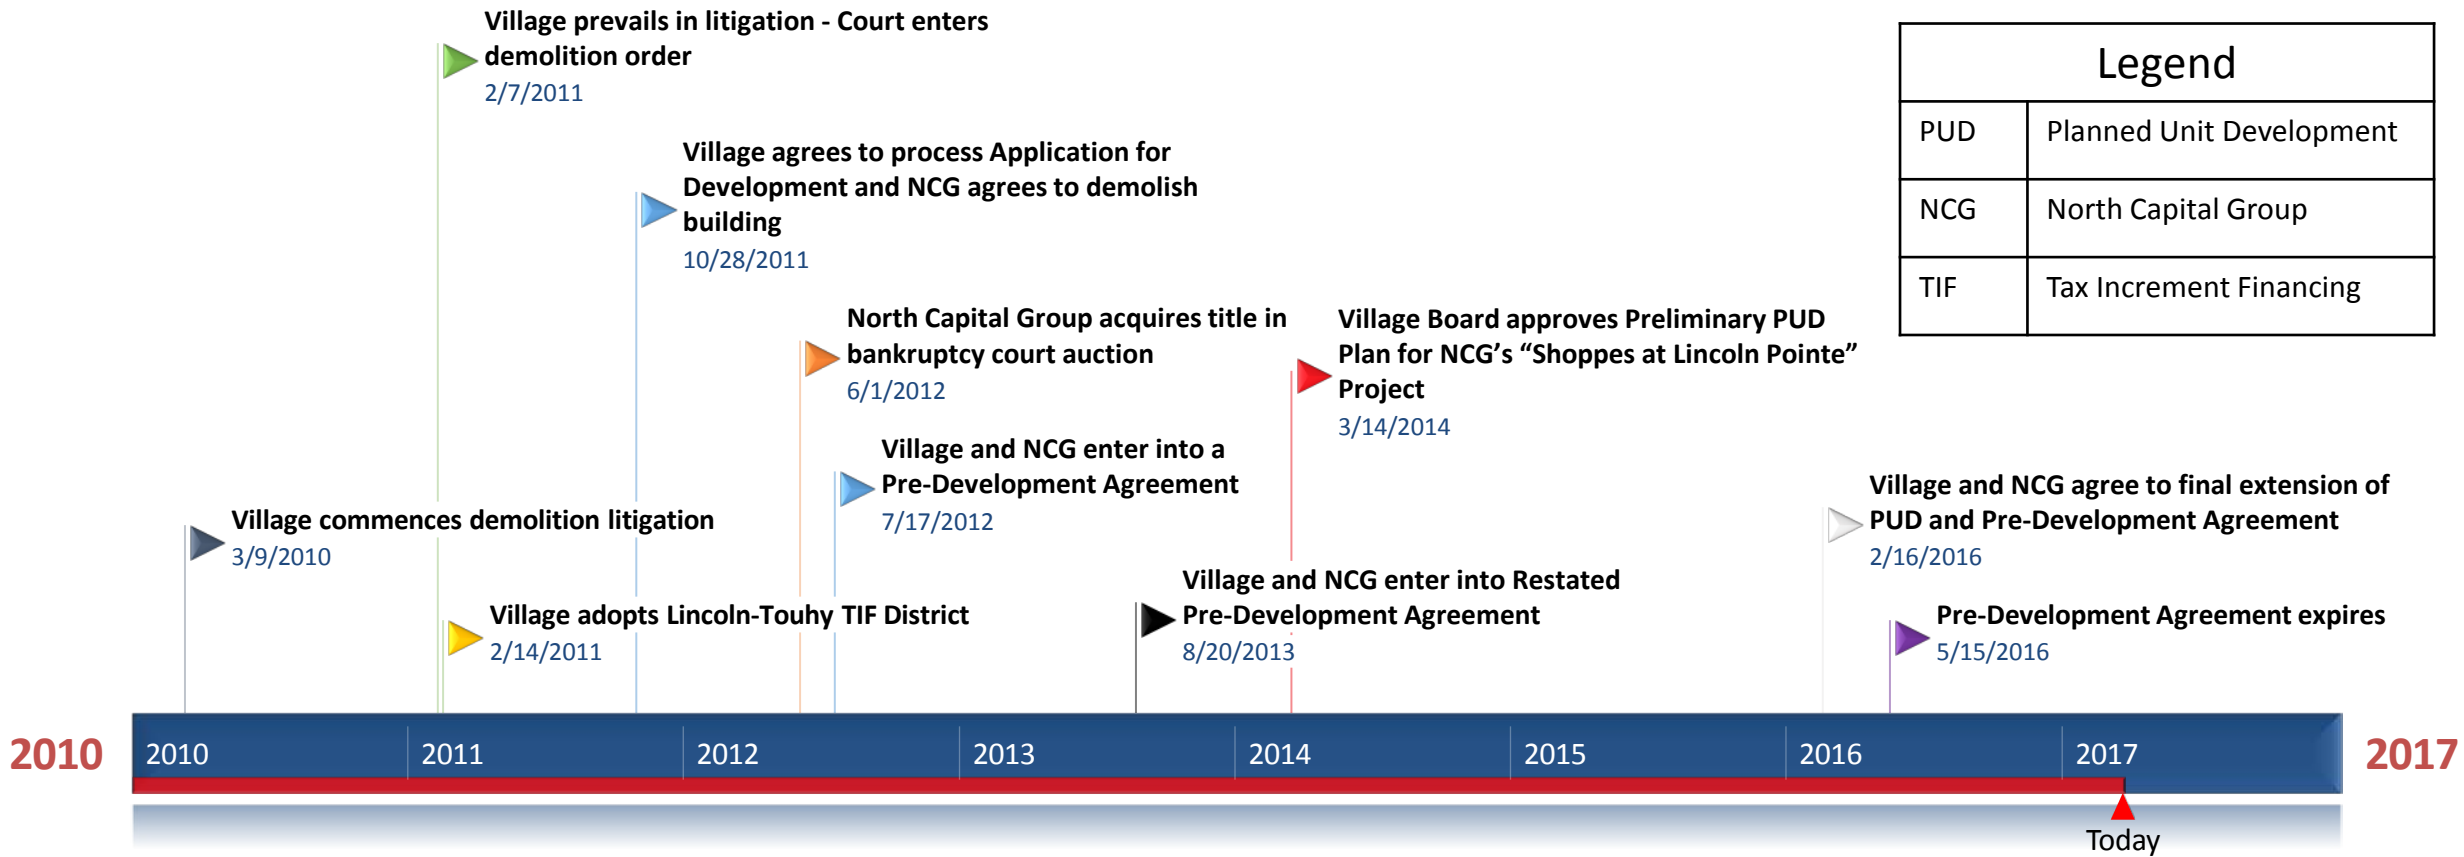 Village prevails in litigation - Court enters
demolition order
2/7/2011
Legend
PUD Planned Unit Development
NCG North Capital Group
TIF Tax Increment Financing
Village agrees to process Application for
Development and NCG agrees to demolish
building
10/28/2011
North Capital Group acquires title in
bankruptcy court auction
6/1/2012
Village Board approves Preliminary PUD
Plan for NCG’s “Shoppes at Lincoln Pointe”
Project
3/14/2014
Village and NCG enter into a
Pre-Development Agreement
7/17/2012
Village commences demolition litigation
3/9/2010
Village and NCG agree to final extension of
PUD and Pre-Development Agreement
2/16/2016
Village adopts Lincoln-Touhy TIF District
2/14/2011
Village and NCG enter into Restated
Pre-Development Agreement
8/20/2013
Pre-Development Agreement expires
5/15/2016
2010 2010 2011 2012 2013 2014 2015 2016 2017 2017
Today